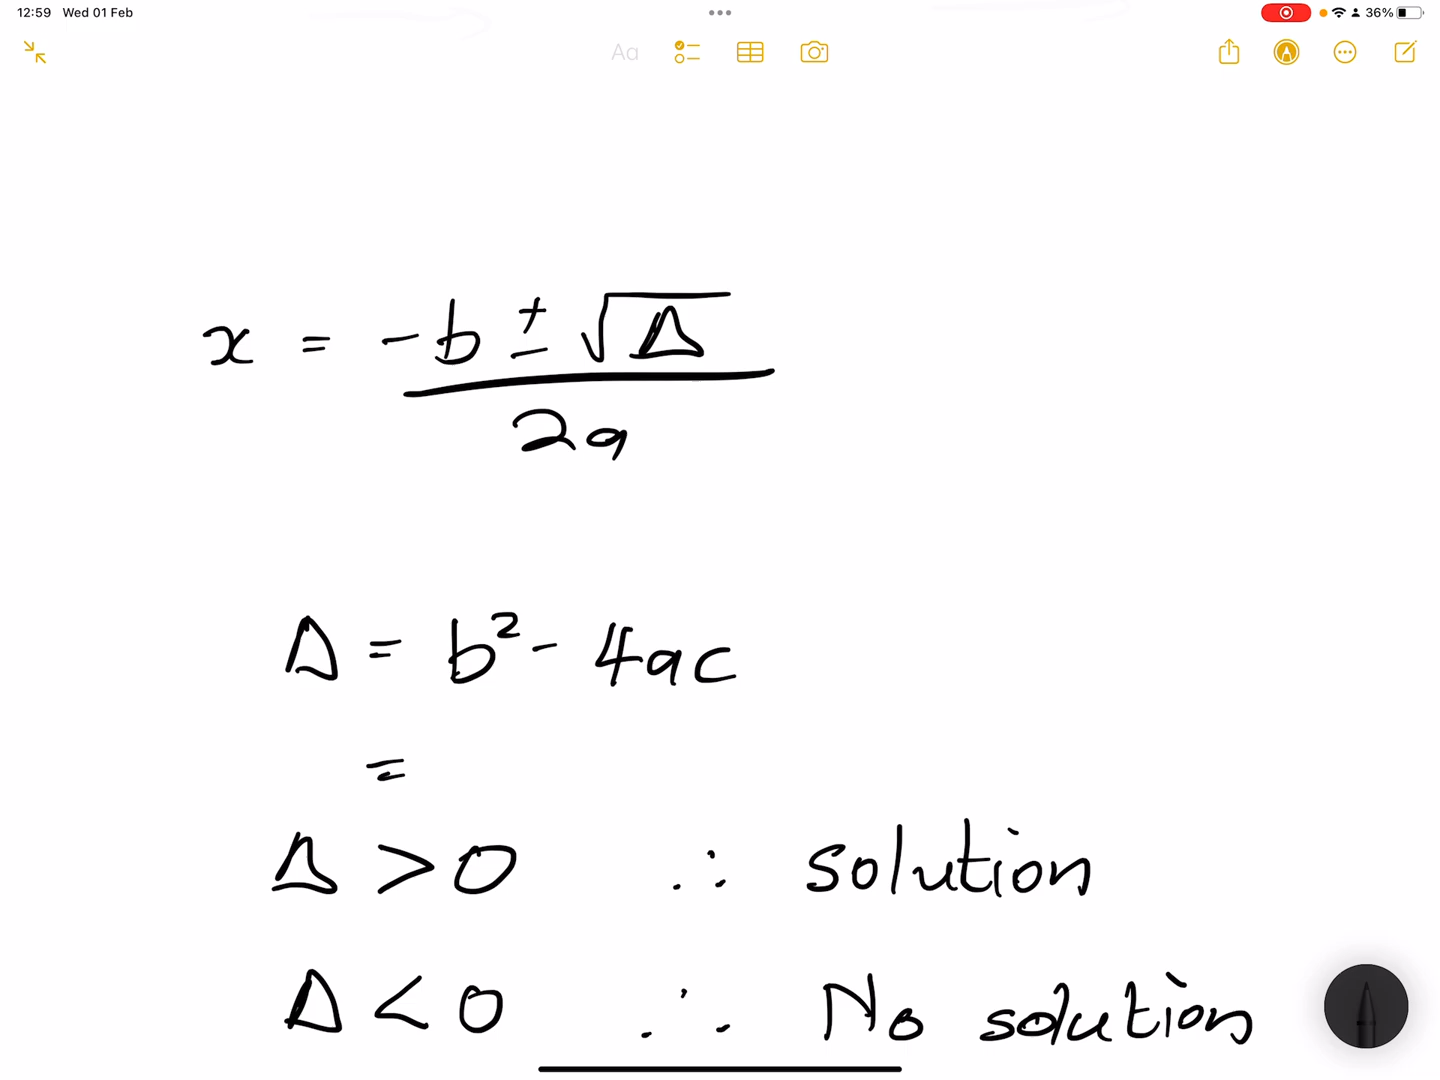 12:59 Wed 01 Feb
36%
Aa
x = -b ± √Δ
2a
Δ = b² - 4ac
=
Δ > 0 ∴ solution
Δ < 0 ∴ No solution